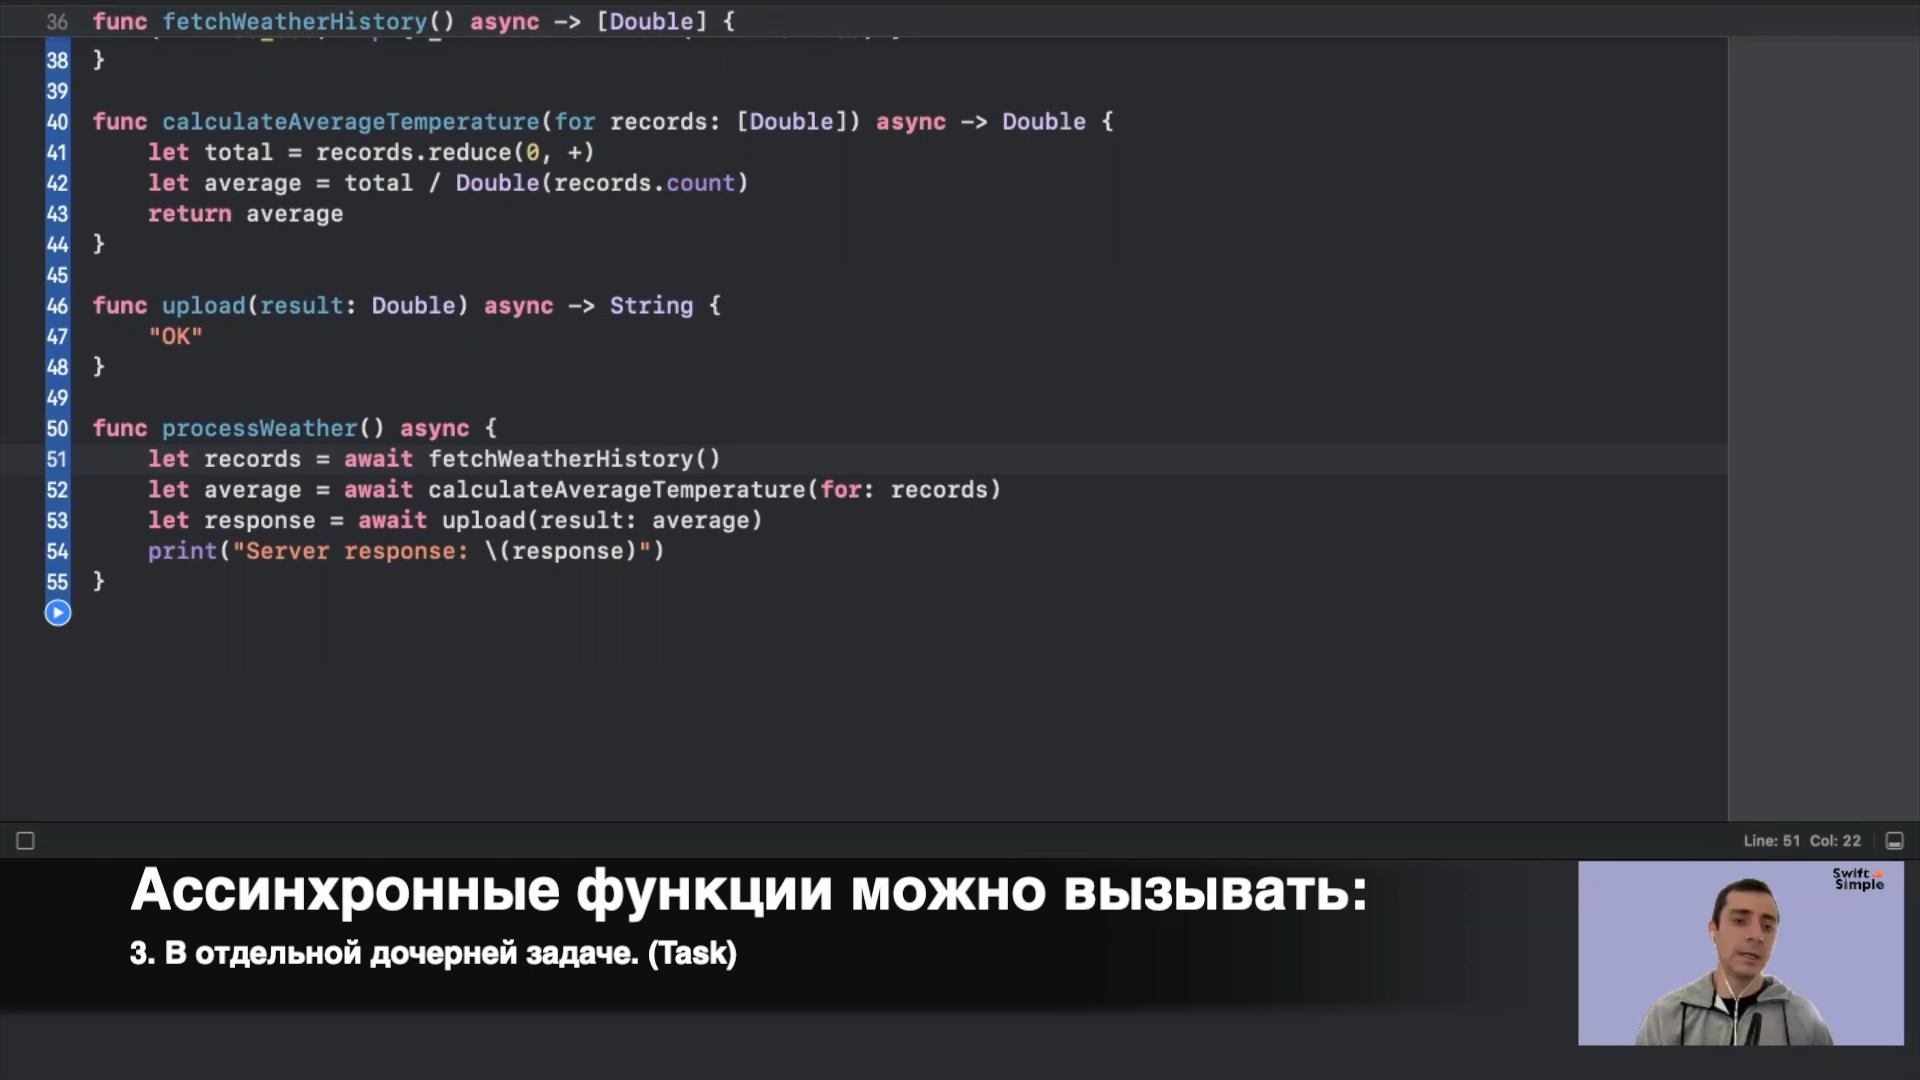 36 func fetchWeatherHistory() async -> [Double] {
38 }
39
40 func calculateAverageTemperature(for records: [Double]) async -> Double {
41 let total = records.reduce(0, +)
42 let average = total / Double(records.count)
43 return average
44 }
45
46 func upload(result: Double) async -> String {
47 "OK"
48 }
49
50 func processWeather() async {
51 let records = await fetchWeatherHistory()
52 let average = await calculateAverageTemperature(for: records)
53 let response = await upload(result: average)
54 print("Server response: \(response)")
55 }
Line: 51 Col: 22
Ассинхронные функции можно вызывать:
3. В отдельной дочерней задаче. (Task)
Swift
Simple